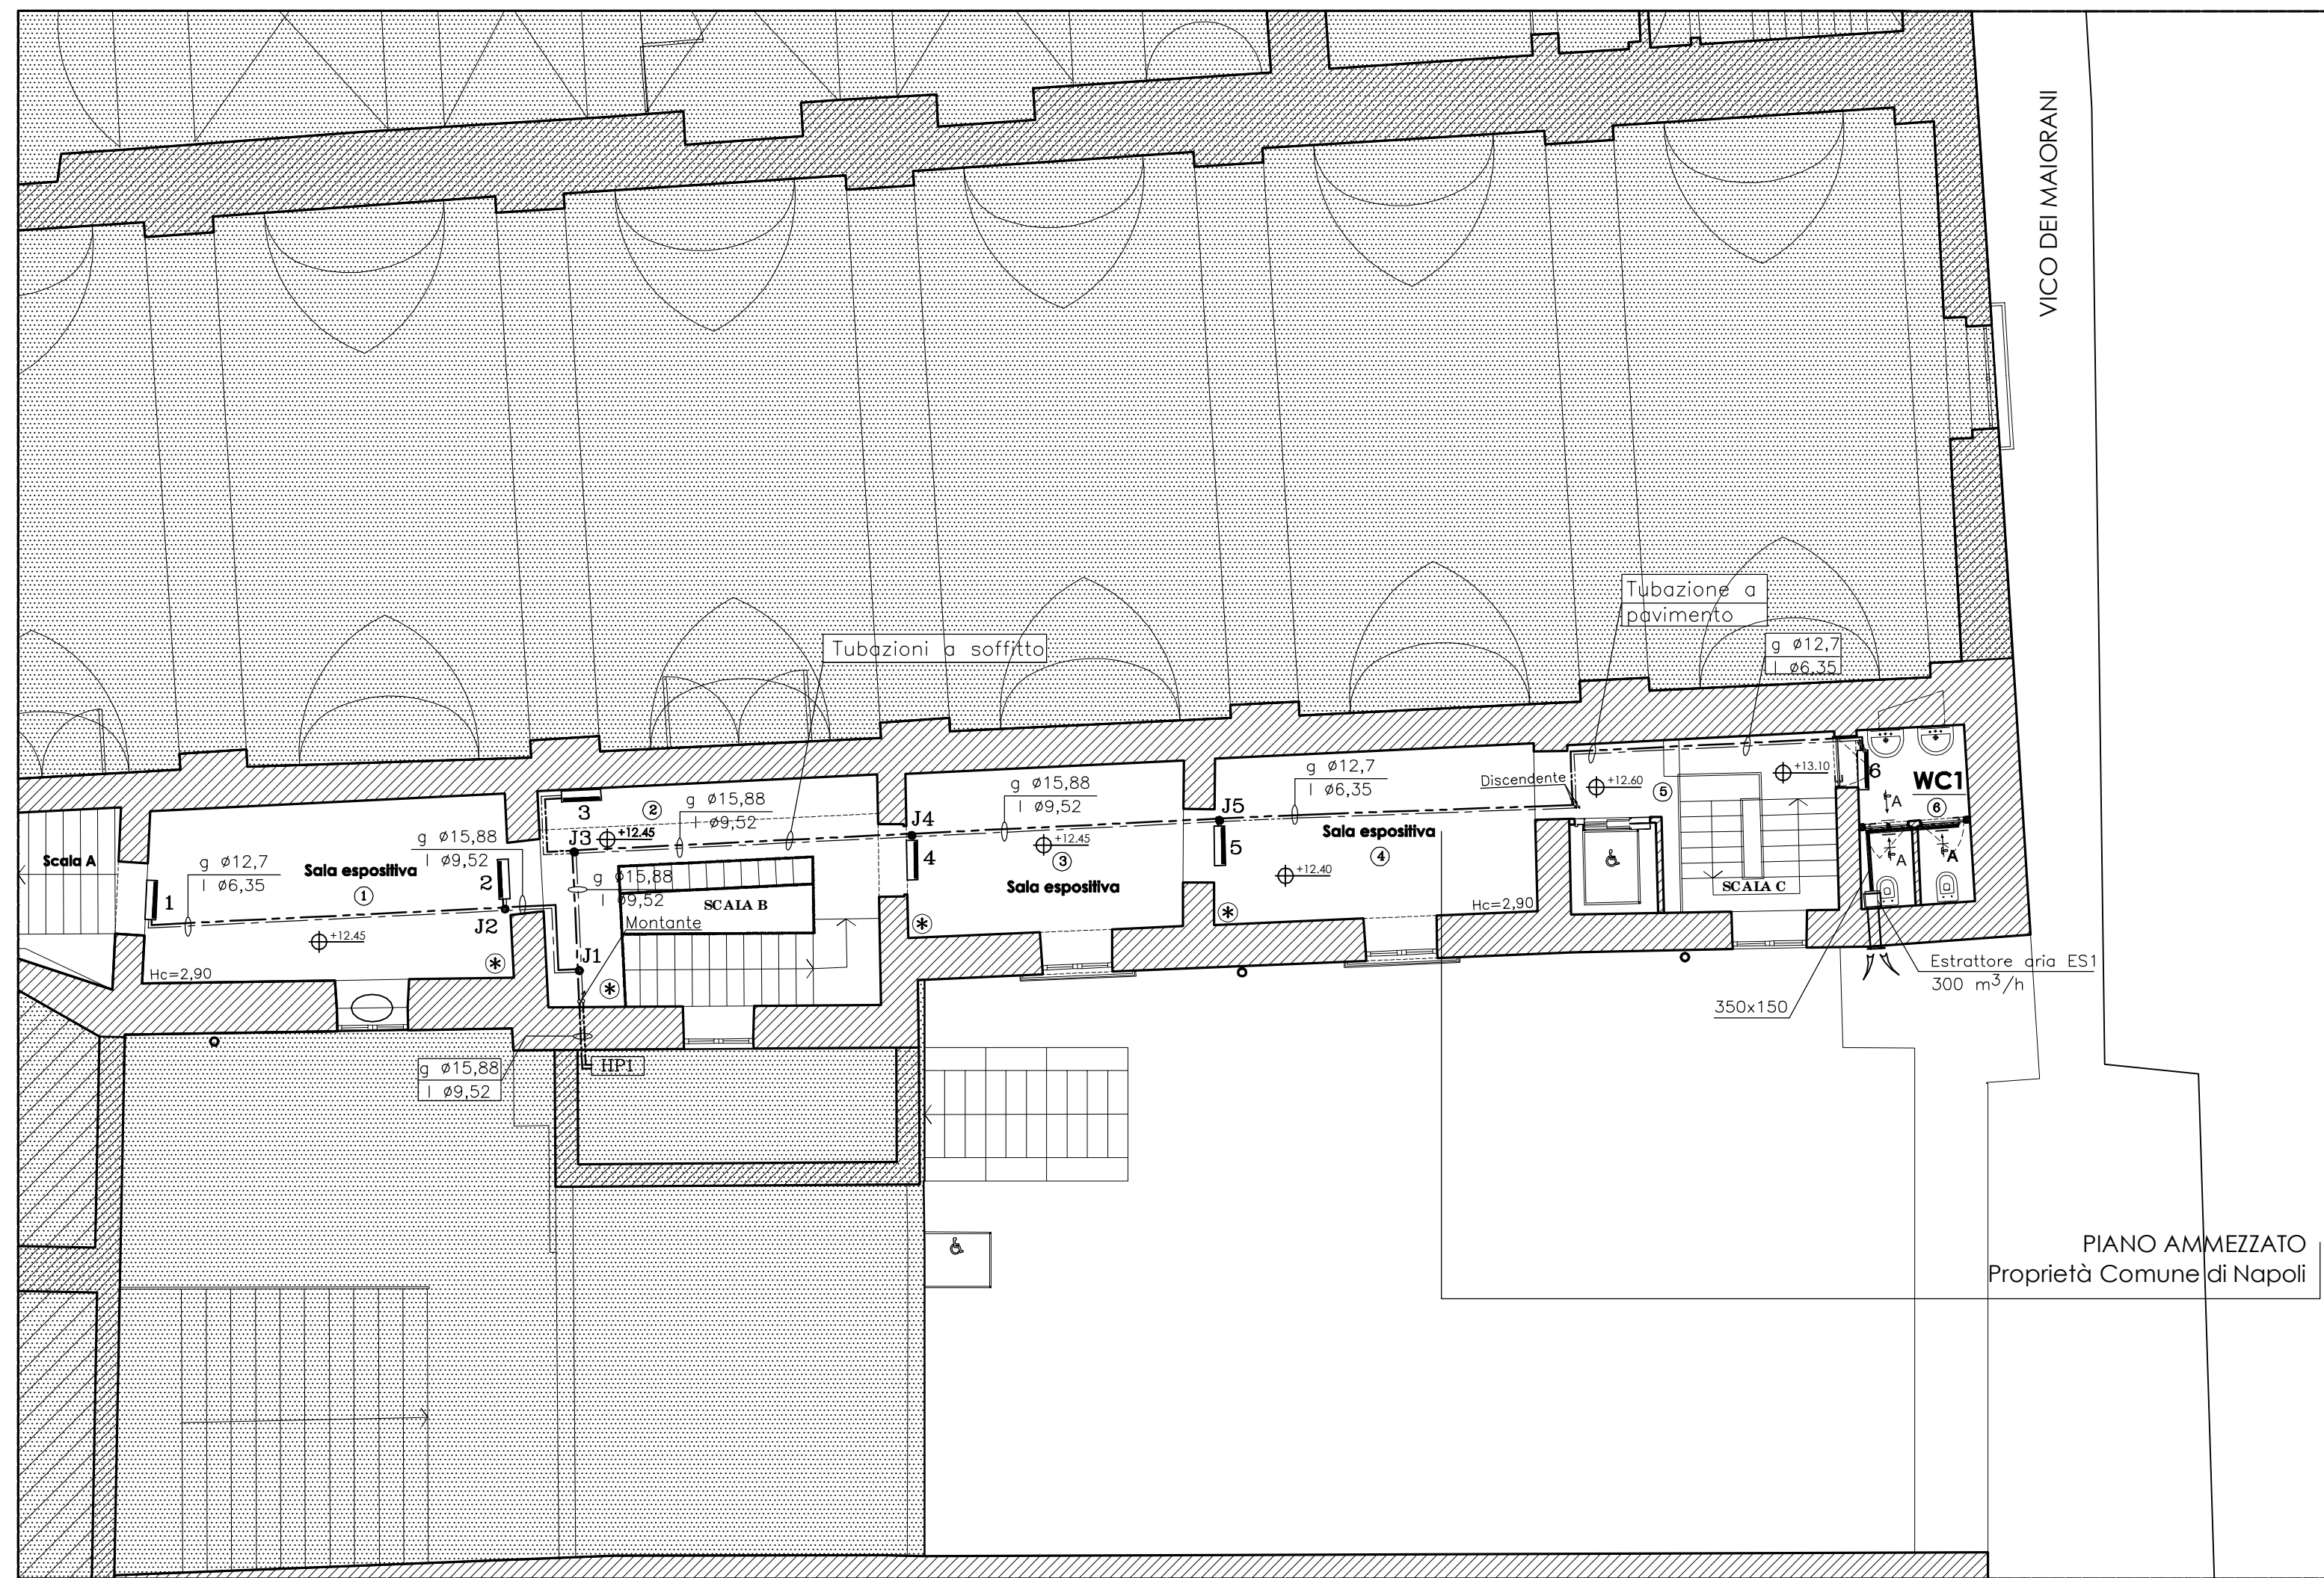 VICO DEI MAIORANI
Tubazione a
pavimento
Tubazioni a soffitto
g ø12,7
l ø6,35
Scala A
1
g ø12,7
l ø6,35
Sala espositiva
1
+12.45
Hc=2,90
g ø15,88
l ø9,52
2
J2
*
3
J3
+12.45
2
g ø15,88
l ø9,52
g ø15,88
l ø9,52
Montante
SCALA B
J1
*
HP1
g ø15,88
l ø9,52
J4
4
g ø15,88
l ø9,52
+12.45
3
Sala espositiva
*
J5
5
g ø12,7
l ø6,35
Sala espositiva
4
+12.40
Hc=2,90
*
Discendente
+12.60
5
+13.10
SCALA C
6
WC1
6
A
A
A
Estrattore aria ES1
300 m³/h
350x150
PIANO AMMEZZATO
Proprietà Comune di Napoli